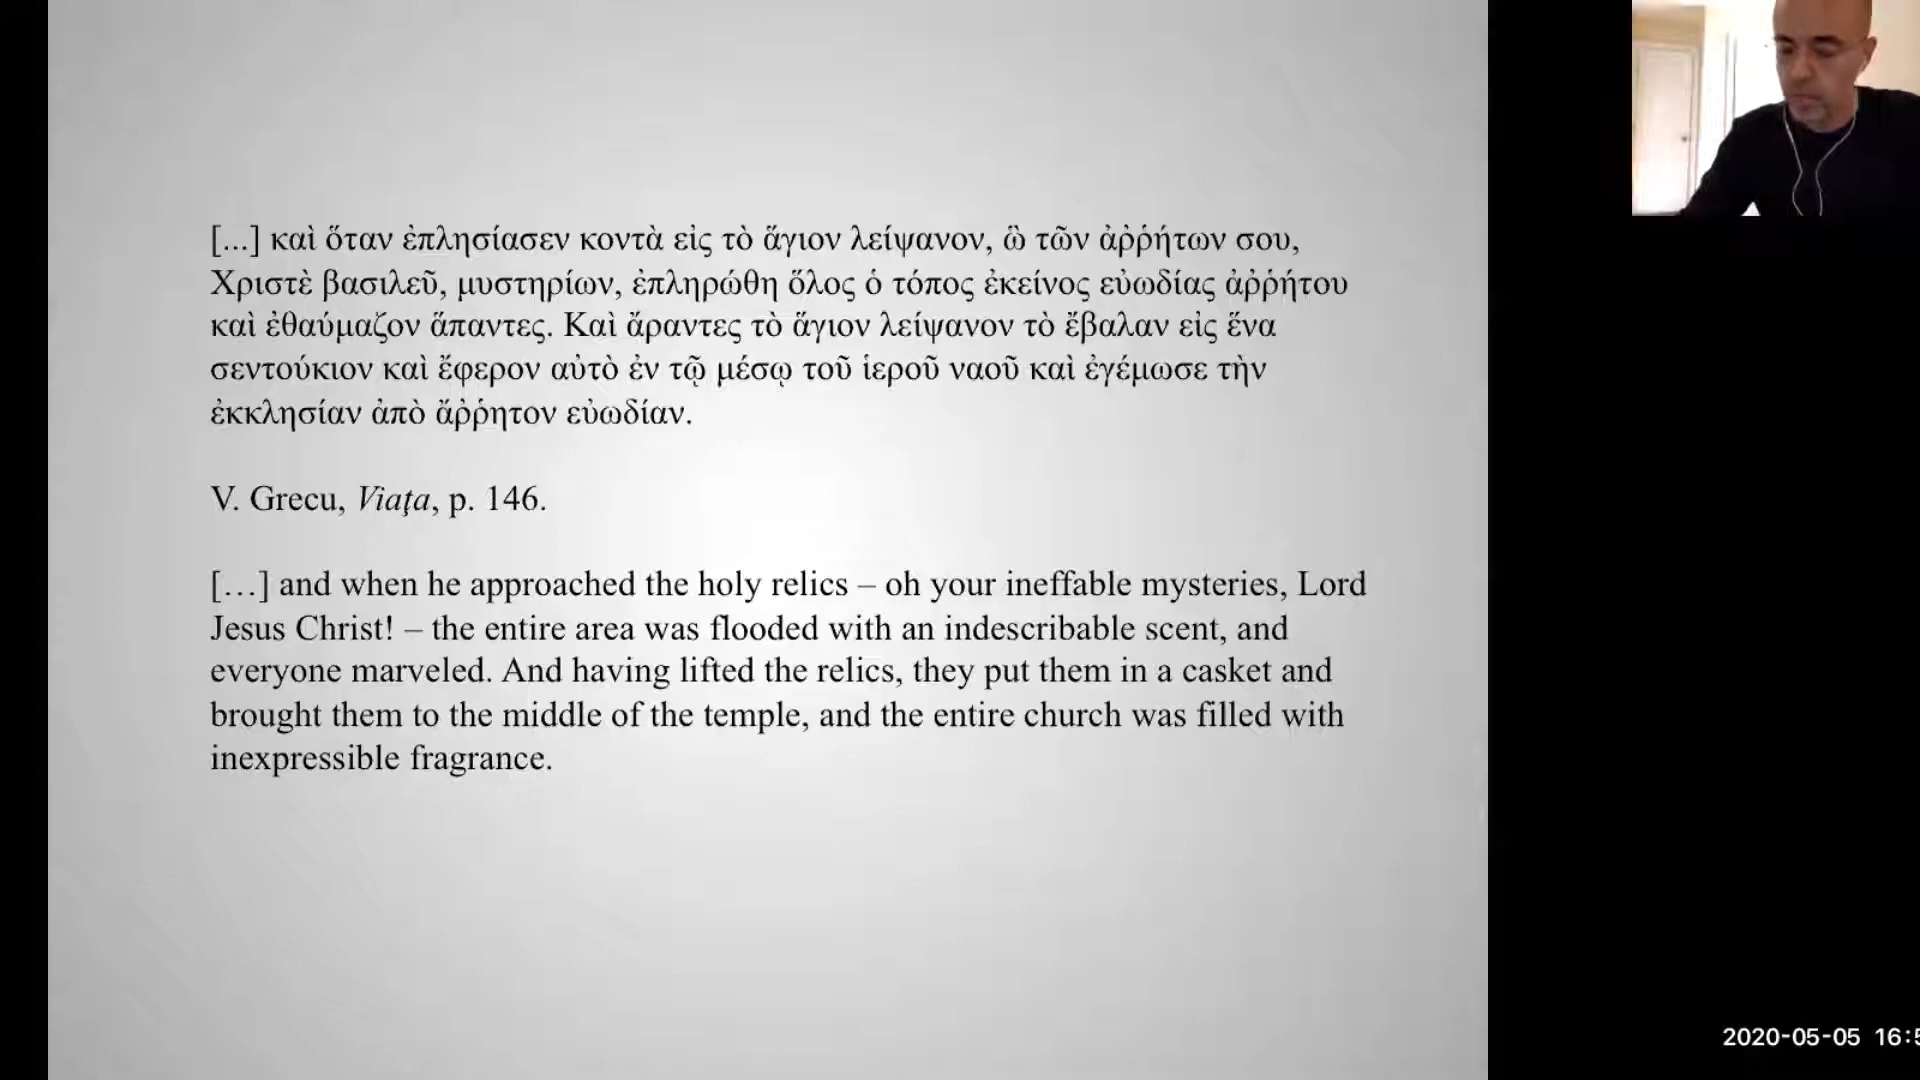 [...] καὶ ὅταν ἐπλησίασεν κοντὰ εἰς τὸ ἅγιον λείψανον, ὢ τῶν ἀῤῥήτων σου,
Χριστὲ βασιλεῦ, μυστηρίων, ἐπληρώθη ὅλος ὁ τόπος ἐκείνος εὐωδίας ἀῤῥήτου
καὶ ἐθαύμαζον ἅπαντες. Καὶ ἄραντες τὸ ἅγιον λείψανον τὸ ἔβαλαν εἰς ἕνα
σεντούκιον καὶ ἔφερον αὐτὸ ἐν τῷ μέσῳ τοῦ ἱεροῦ ναοῦ καὶ ἐγέμωσε τὴν
ἐκκλησίαν ἀπὸ ἄῤῥητον εὐωδίαν.
V. Grecu, Viaţa, p. 146.
[…] and when he approached the holy relics – oh your ineffable mysteries, Lord
Jesus Christ! – the entire area was flooded with an indescribable scent, and
everyone marveled. And having lifted the relics, they put them in a casket and
brought them to the middle of the temple, and the entire church was filled with
inexpressible fragrance.
2020-05-05 16:5